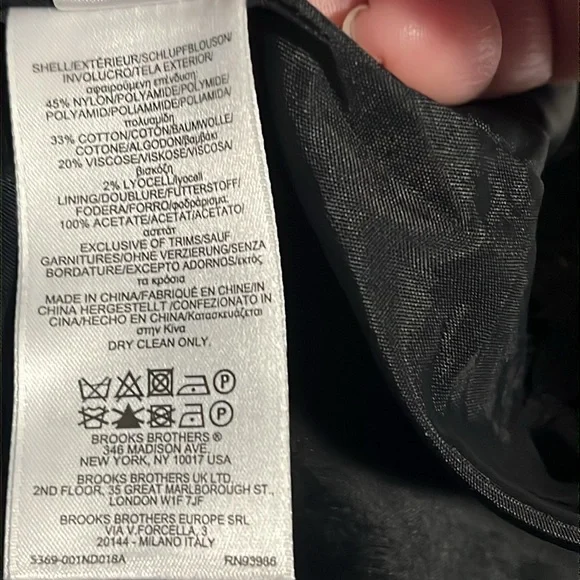 SHELL/EXTÉRIEUR/SCHLUPFBLOUSON/
INVOLUCRO/TELA EXTERIOR/
αφαιρούμενη επένδυση
45% NYLON/POLYAMIDE/POLYMIDE/
POLYAMID/POLIAMMIDE/POLIAMIDA/
πολυαμίδη
33% COTTON/COTON/BAUMWOLLE/
COTONE/ALGODON/βαμβάκι
20% VISCOSE/VISKOSE/VISCOSA/
βισκόζη
2% LYOCELL/lyocell
LINING/DOUBLURE/FUTTERSTOFF/
FODERA/FORRO/φοδράρισμα
100% ACETATE/ACETAT/ACETATO/
ασετάτ
EXCLUSIVE OF TRIMS/SAUF
GARNITURES/OHNE VERZIERUNG/SENZA
BORDATURE/EXCEPTO ADORNOS/εκτός
τα κρόσια
MADE IN CHINA/FABRIQUÉ EN CHINE/IN
CHINA HERGESTELLT /CONFEZIONATO IN
CINA/HECHO EN CHINA/Κατασκευάζεται
στην Κίνα
DRY CLEAN ONLY.
P
P
BROOKS BROTHERS ®
346 MADISON AVE.
NEW YORK, NY 10017 USA
BROOKS BROTHERS UK LTD,
2ND FLOOR, 35 GREAT MARLBOROUGH ST.,
LONDON W1F 7JF
BROOKS BROTHERS EUROPE SRL
VIA V.FORCELLA, 3
20144 - MILANO ITALY
5369-001ND018A RN93986